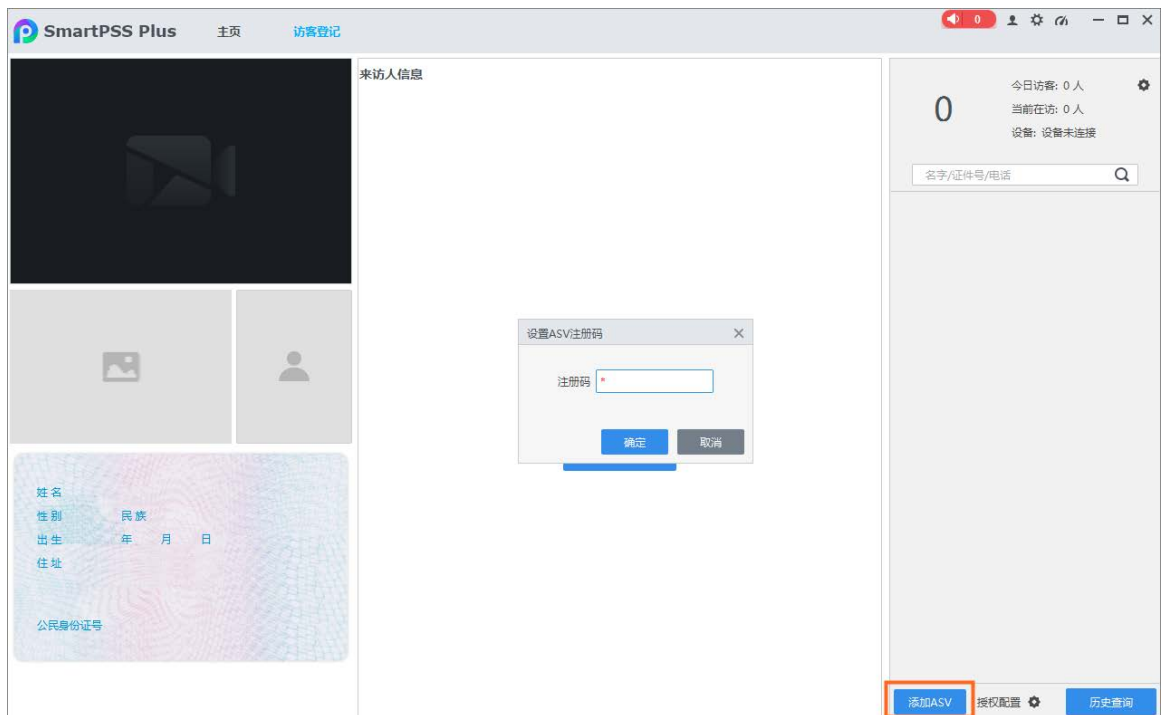 SmartPSS Plus 主页 访客登记 0
来访人信息
0
今日访客: 0 人
当前在访: 0 人
设备: 设备未连接
名字/证件号/电话
设置ASV注册码
注册码 *
确定 取消
姓名
性别 民族
出生 年 月 日
住址
公民身份证号
添加ASV 授权配置 历史查询